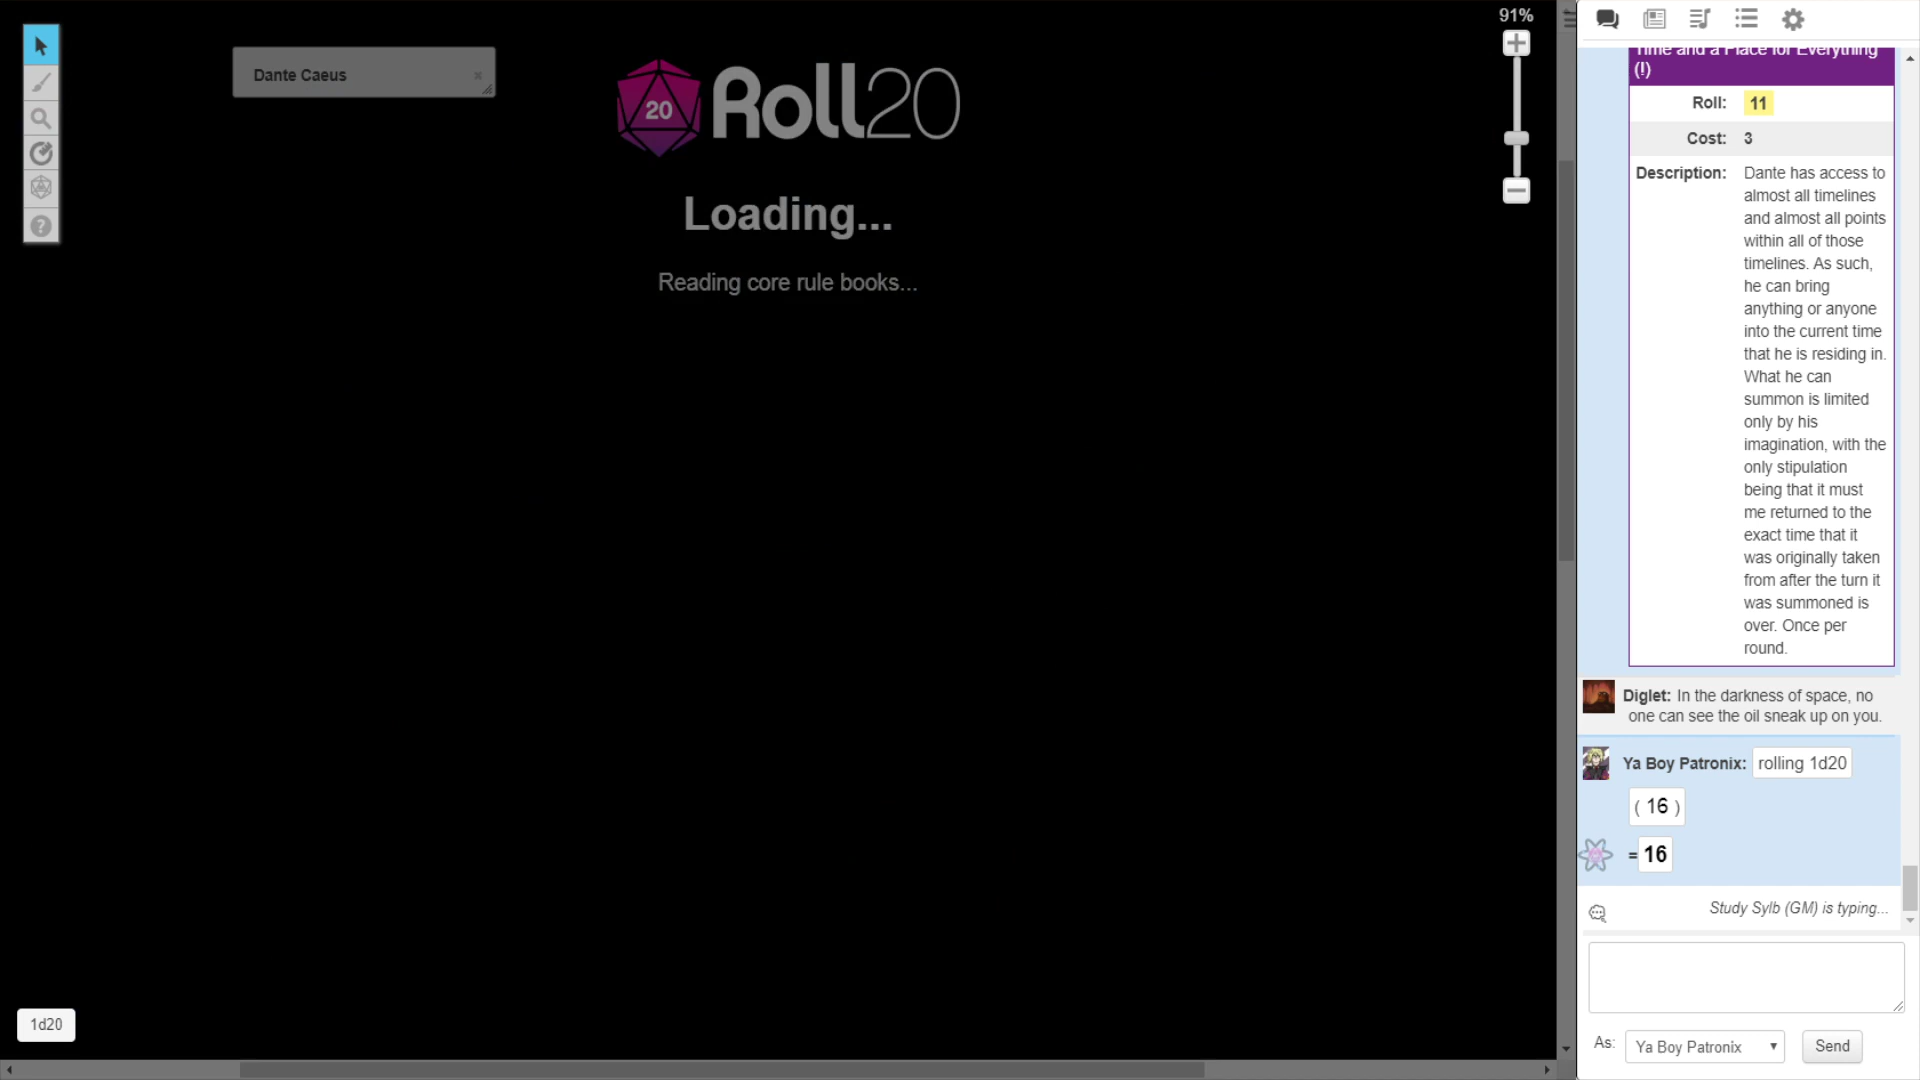 91%
Dante Caeus
20
Roll20
Loading...
Reading core rule books...
1d20
Time and a Place for Everything
(!)
Roll: 11
Cost: 3
Description: Dante has access to
almost all timelines
and almost all points
within all of those
timelines. As such,
he can bring
anything or anyone
into the current time
that he is residing in.
What he can
summon is limited
only by his
imagination, with the
only stipulation
being that it must
me returned to the
exact time that it
was originally taken
from after the turn it
was summoned is
over. Once per
round.
Diglet: In the darkness of space, no
one can see the oil sneak up on you.
Ya Boy Patronix: rolling 1d20
( 16 )
=16
Study Sylb (GM) is typing...
As: Ya Boy Patronix Send